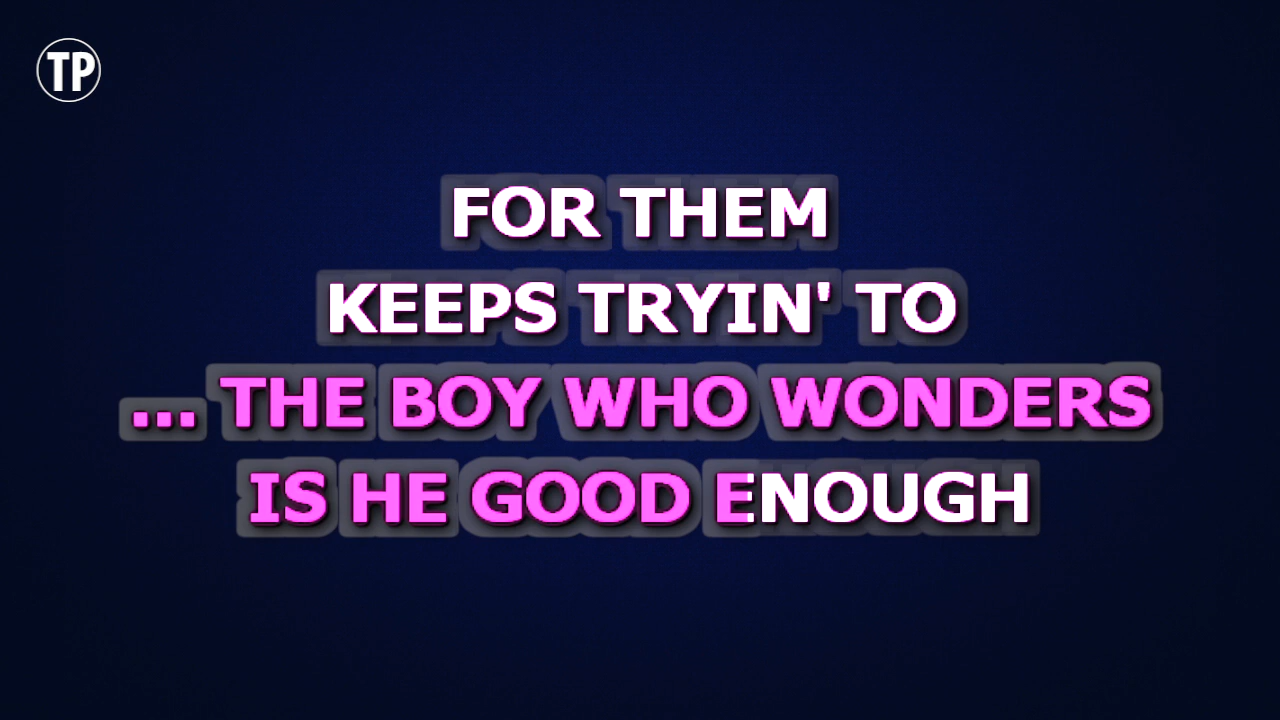 TP
FOR THEM
KEEPS TRYIN' TO
... THE BOY WHO WONDERS
IS HE GOOD ENOUGH